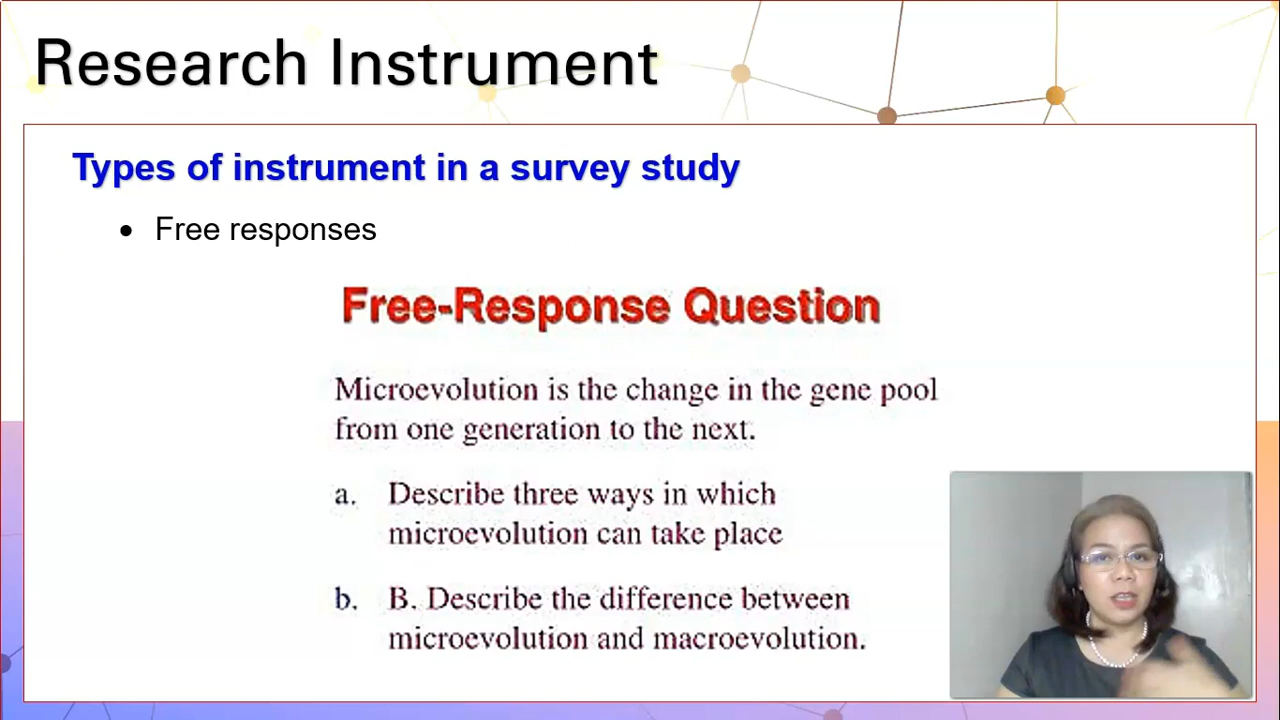 Research Instrument
Types of instrument in a survey study
• Free responses
Free-Response Question
Microevolution is the change in the gene pool
from one generation to the next.
a. Describe three ways in which
microevolution can take place
b. B. Describe the difference between
microevolution and macroevolution.